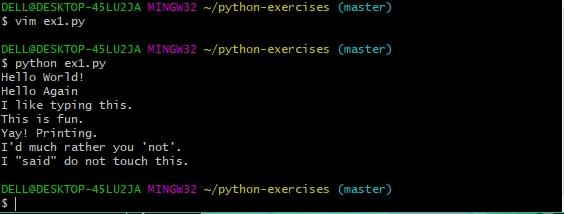 DELL@DESKTOP-45LU2JA MINGW32 ~/python-exercises (master)
$ vim ex1.py
DELL@DESKTOP-45LU2JA MINGW32 ~/python-exercises (master)
$ python ex1.py
Hello World!
Hello Again
I like typing this.
This is fun.
Yay! Printing.
I'd much rather you 'not'.
I "said" do not touch this.
DELL@DESKTOP-45LU2JA MINGW32 ~/python-exercises (master)
$